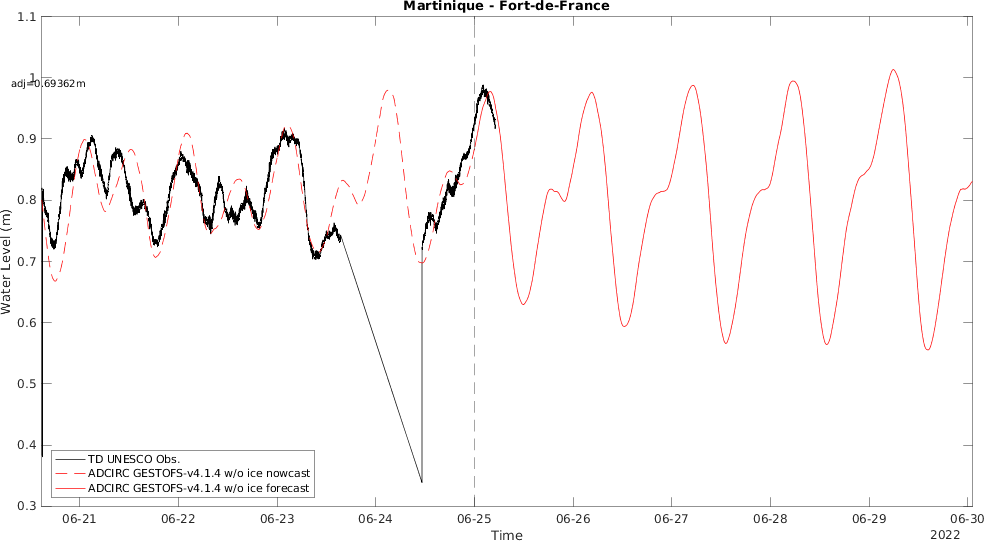 Martinique - Fort-de-France
1.1
1
adj=0.69362m
0.9
0.8
0.7
0.6
0.5
0.4
0.3
Water Level (m)
TD UNESCO Obs.
ADCIRC GESTOFS-v4.1.4 w/o ice nowcast
ADCIRC GESTOFS-v4.1.4 w/o ice forecast
06-21 06-22 06-23 06-24 06-25 06-26 06-27 06-28 06-29 06-30
Time
2022